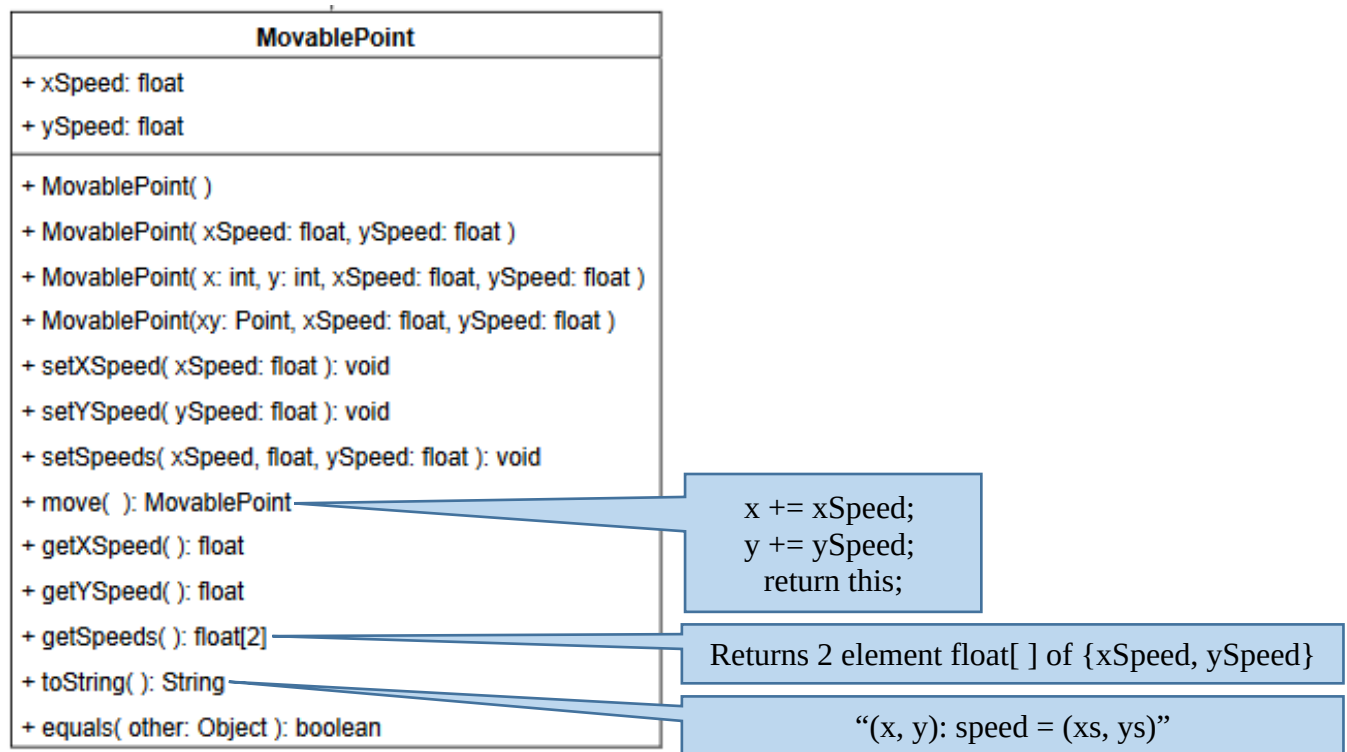 MovablePoint
+ xSpeed: float
+ ySpeed: float
+ MovablePoint( )
+ MovablePoint( xSpeed: float, ySpeed: float )
+ MovablePoint( x: int, y: int, xSpeed: float, ySpeed: float )
+ MovablePoint(xy: Point, xSpeed: float, ySpeed: float )
+ setXSpeed( xSpeed: float ): void
+ setYSpeed( ySpeed: float ): void
+ setSpeeds( xSpeed, float, ySpeed: float ): void
+ move( ): MovablePoint
x += xSpeed;
y += ySpeed;
return this;
+ getXSpeed( ): float
+ getYSpeed( ): float
+ getSpeeds( ): float[2]
Returns 2 element float[ ] of {xSpeed, ySpeed}
+ toString( ): String
“(x, y): speed = (xs, ys)”
+ equals( other: Object ): boolean